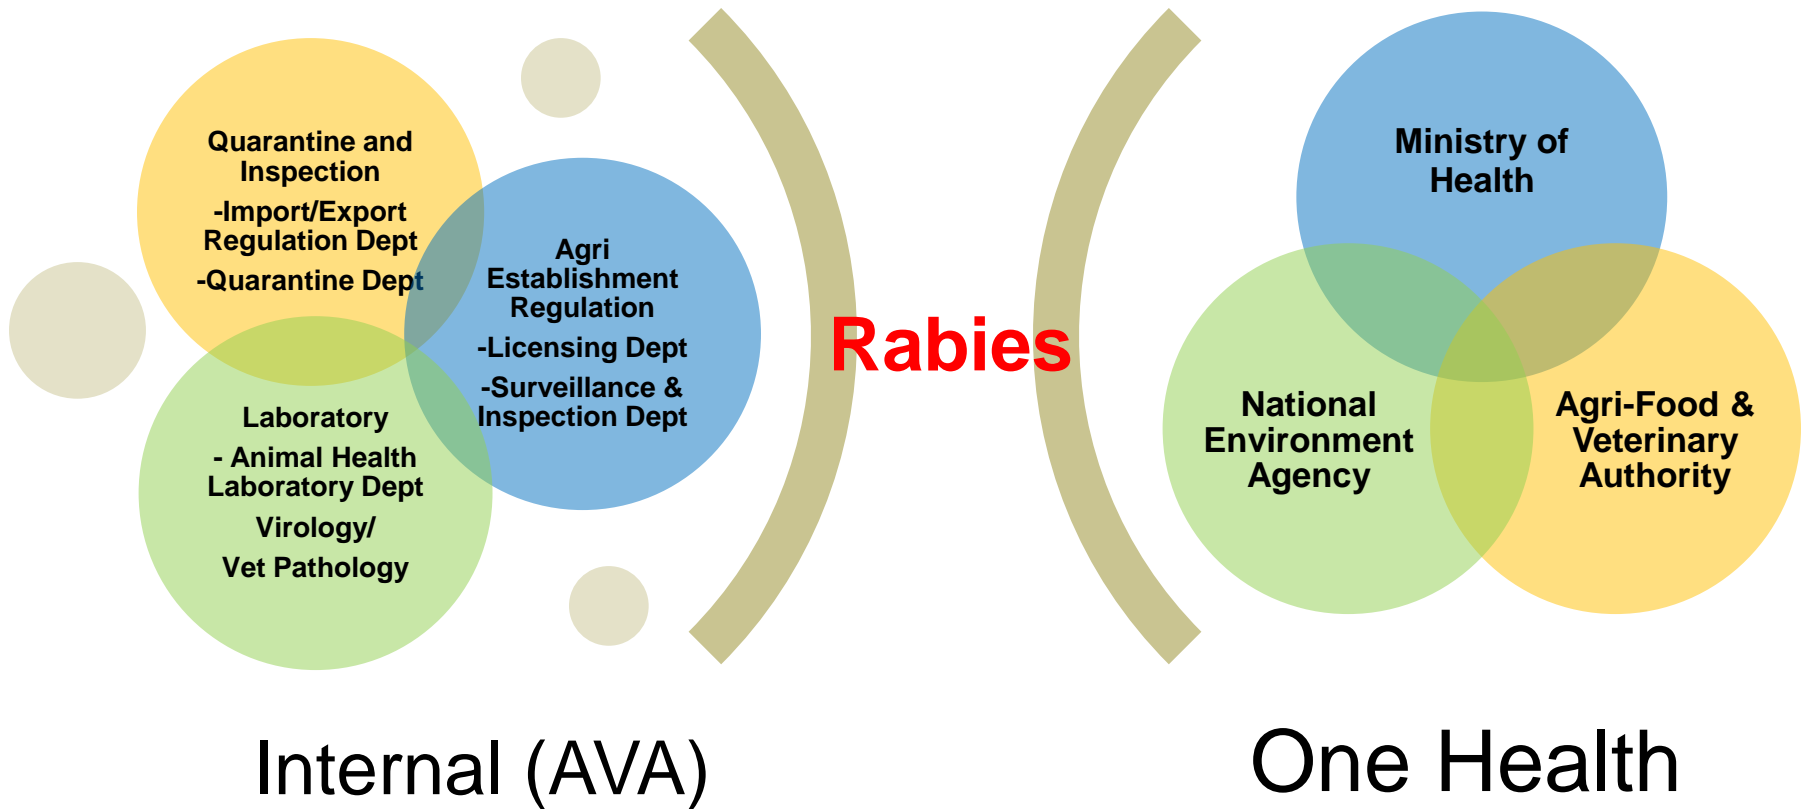 Quarantine and
Inspection
-Import/Export
Regulation Dept
-Quarantine Dept
Agri
Establishment
Regulation
-Licensing Dept
-Surveillance &
Inspection Dept
Laboratory
- Animal Health
Laboratory Dept
Virology/
Vet Pathology
Rabies
Ministry of
Health
National
Environment
Agency
Agri-Food &
Veterinary
Authority
Internal (AVA)
One Health